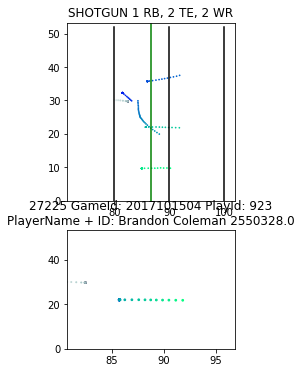 SHOTGUN 1 RB, 2 TE, 2 WR
50
40
30
20
10
0
80 90 100
27225 GameId: 2017101504 PlayId: 923
PlayerName + ID: Brandon Coleman 2550328.0
40
20
0
85 90 95